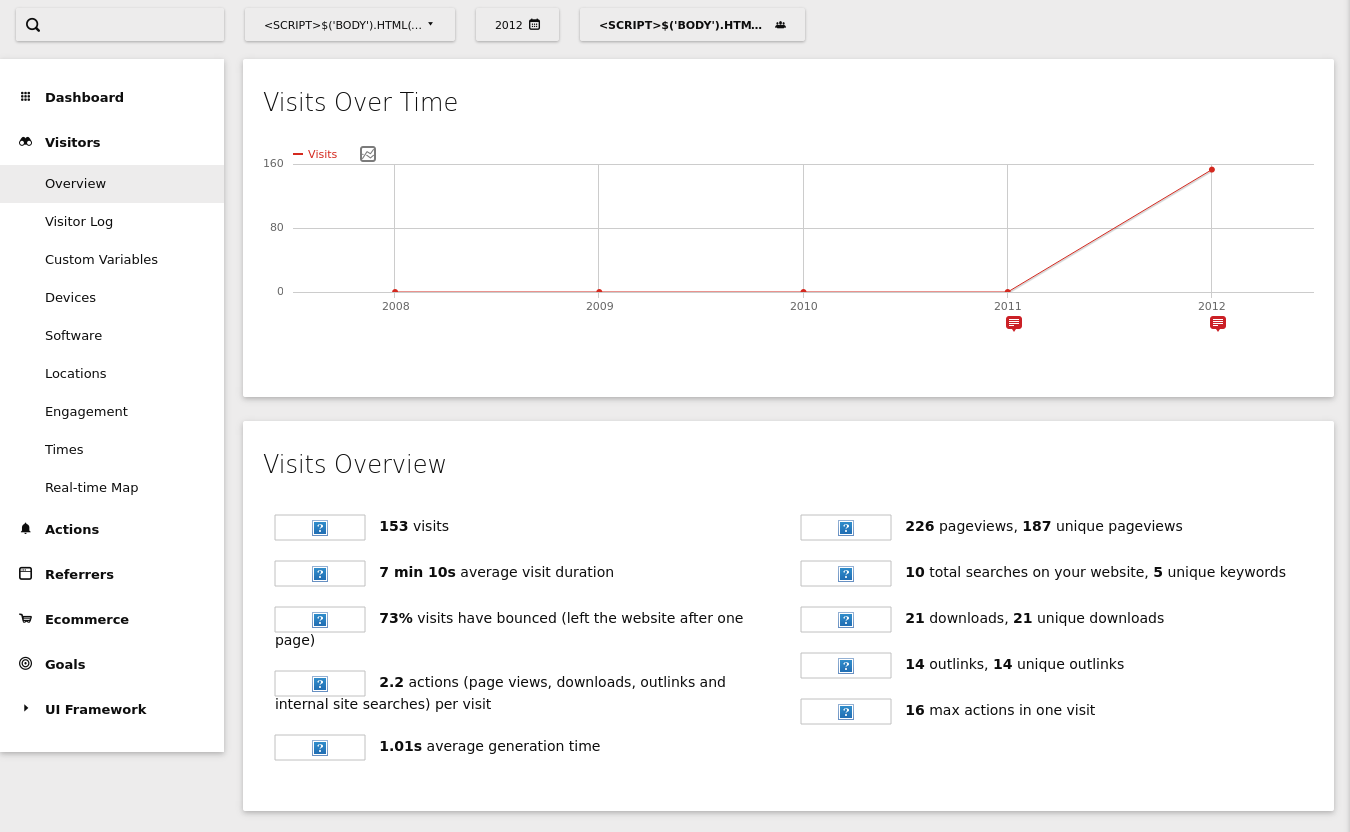 <SCRIPT>$('BODY').HTML(...
2012
<SCRIPT>$('BODY').HTM...
Dashboard
Visitors
Overview
Visitor Log
Custom Variables
Devices
Software
Locations
Engagement
Times
Real-time Map
Actions
Referrers
Ecommerce
Goals
UI Framework
Visits Over Time
Visits
160
80
0
2008
2009
2010
2011
2012
Visits Overview
153 visits
7 min 10s average visit duration
73% visits have bounced (left the website after one
page)
2.2 actions (page views, downloads, outlinks and
internal site searches) per visit
1.01s average generation time
226 pageviews, 187 unique pageviews
10 total searches on your website, 5 unique keywords
21 downloads, 21 unique downloads
14 outlinks, 14 unique outlinks
16 max actions in one visit